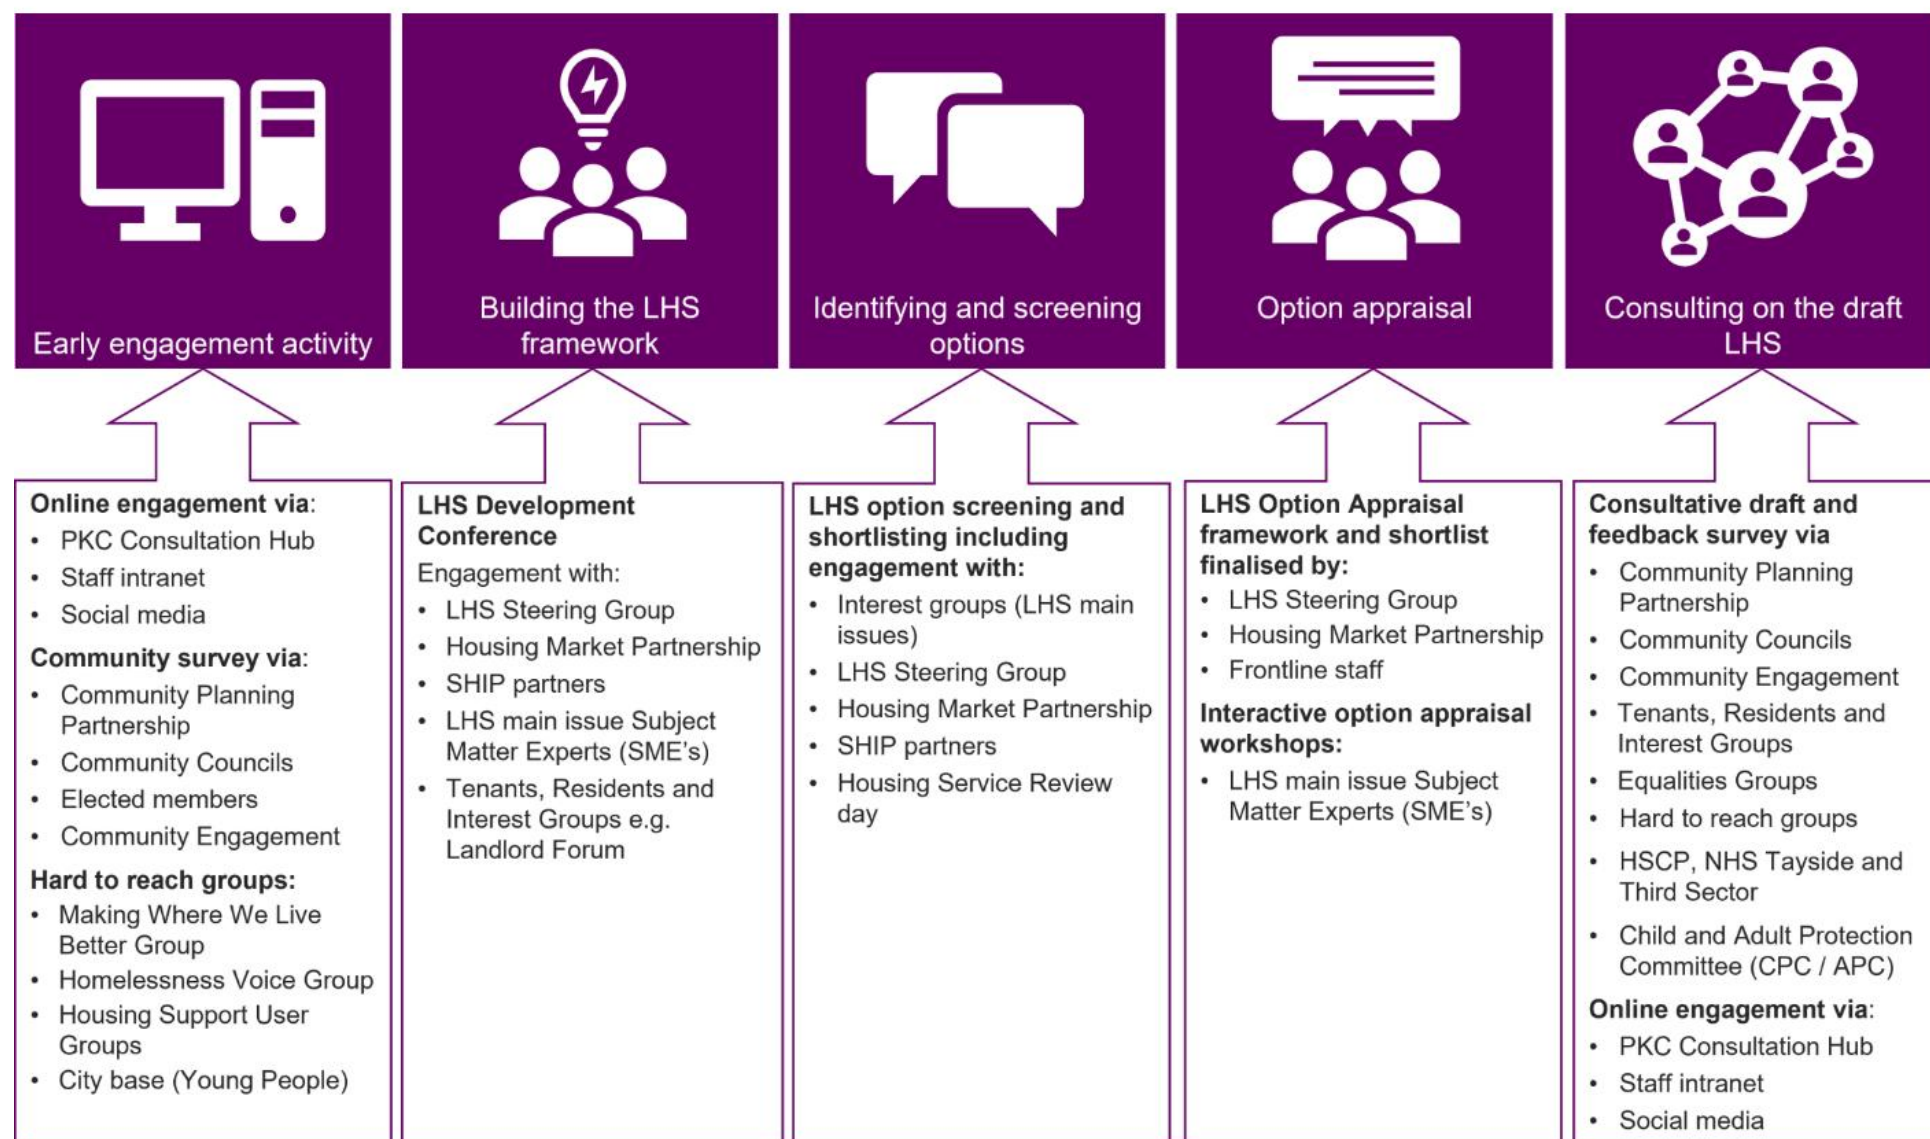 Early engagement activity
Building the LHS
framework
Identifying and screening
options
Option appraisal
Consulting on the draft
LHS
Online engagement via:
• PKC Consultation Hub
• Staff intranet
• Social media
Community survey via:
• Community Planning
Partnership
• Community Councils
• Elected members
• Community Engagement
Hard to reach groups:
• Making Where We Live
Better Group
• Homelessness Voice Group
• Housing Support User
Groups
• City base (Young People)
LHS Development
Conference
Engagement with:
• LHS Steering Group
• Housing Market Partnership
• SHIP partners
• LHS main issue Subject
Matter Experts (SME's)
• Tenants, Residents and
Interest Groups e.g.
Landlord Forum
LHS option screening and
shortlisting including
engagement with:
• Interest groups (LHS main
issues)
• LHS Steering Group
• Housing Market Partnership
• SHIP partners
• Housing Service Review
day
LHS Option Appraisal
framework and shortlist
finalised by:
• LHS Steering Group
• Housing Market Partnership
• Frontline staff
Interactive option appraisal
workshops:
• LHS main issue Subject
Matter Experts (SME's)
Consultative draft and
feedback survey via
• Community Planning
Partnership
• Community Councils
• Community Engagement
• Tenants, Residents and
Interest Groups
• Equalities Groups
• Hard to reach groups
• HSCP, NHS Tayside and
Third Sector
• Child and Adult Protection
Committee (CPC / APC)
Online engagement via:
• PKC Consultation Hub
• Staff intranet
• Social media